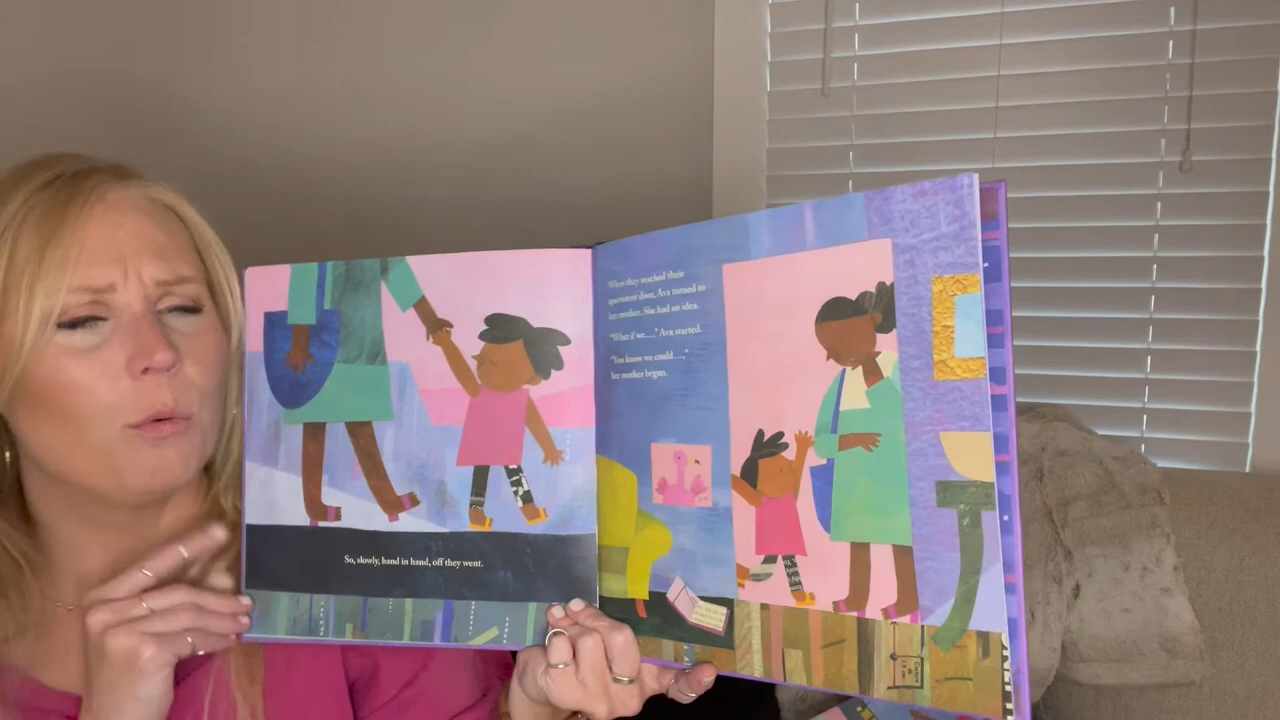 So, slowly, hand in hand, off they went.
When they reached their
apartment door, Ava turned to
her mother. She had an idea.
"What if we....," Ava started.
"You know we could....,"
her mother began.